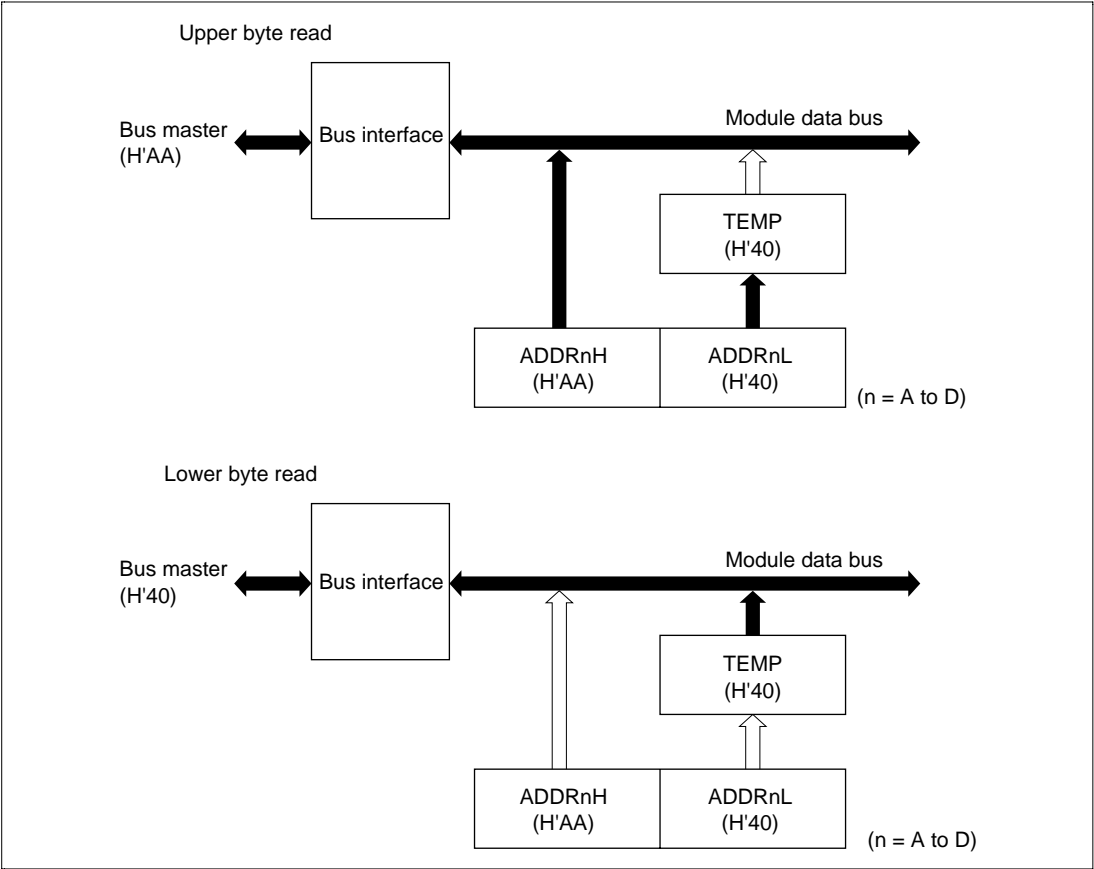 Upper byte read
Bus master
(H'AA)
Bus interface
Module data bus
TEMP
(H'40)
ADDRnH
(H'AA)
ADDRnL
(H'40)
(n = A to D)
Lower byte read
Bus master
(H'40)
Bus interface
Module data bus
TEMP
(H'40)
ADDRnH
(H'AA)
ADDRnL
(H'40)
(n = A to D)